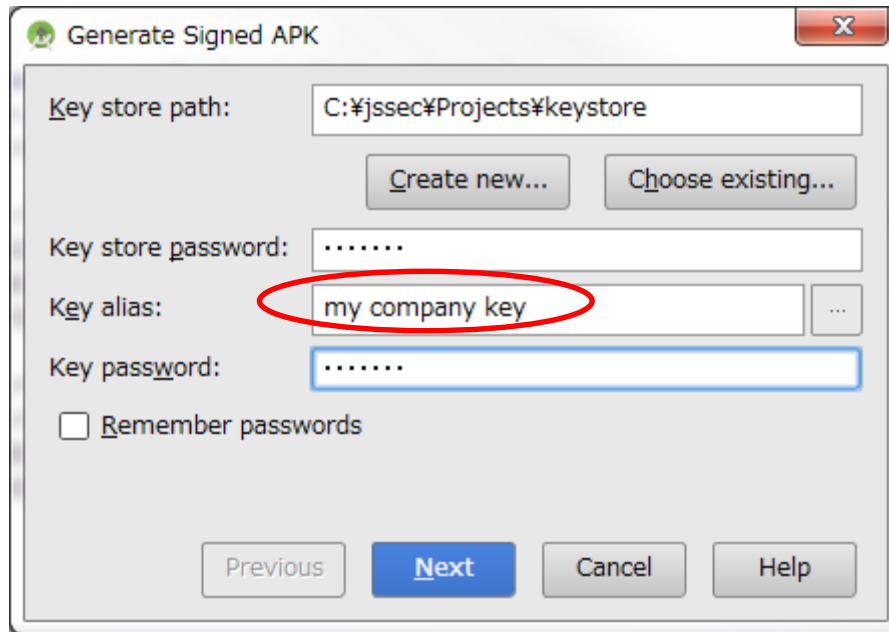 Generate Signed APK
Key store path: C:¥jssec¥Projects¥keystore
Create new... Choose existing...
Key store password: •••••••
Key alias: my company key ...
Key password: •••••••
Remember passwords
Previous Next Cancel Help